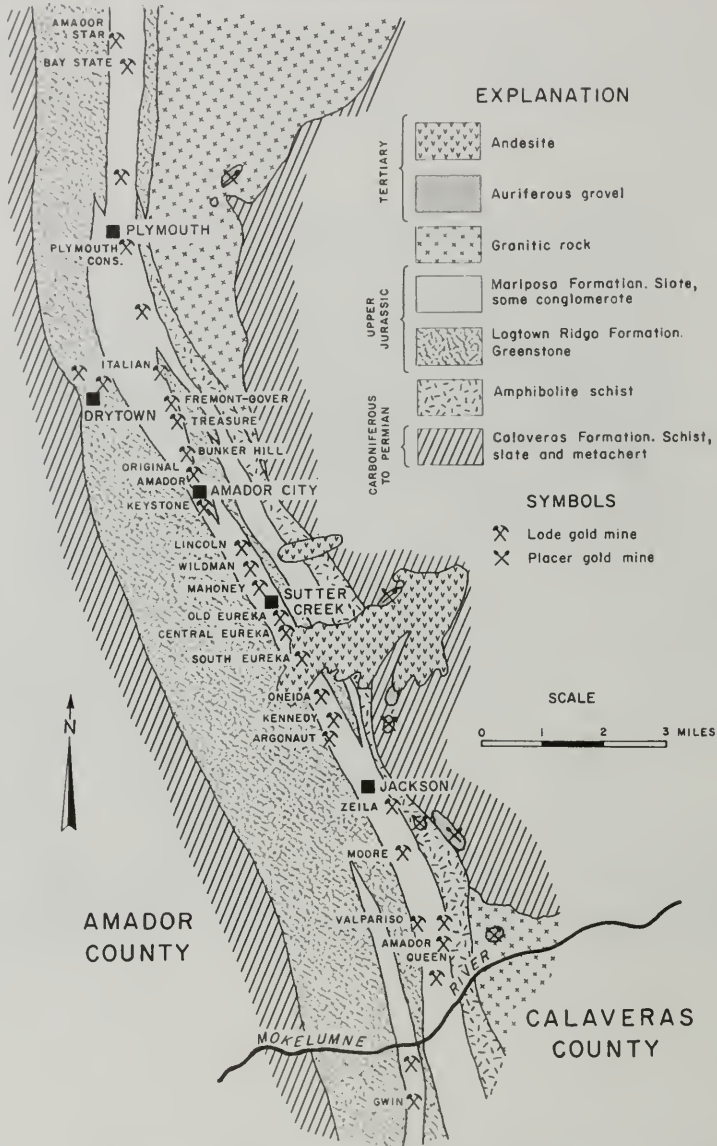 AMADOR
STAR
BAY STATE
PLYMOUTH
PLYMOUTH
CONS.
ITALIAN
DRYTOWN
FREMONT-GOVER
TREASURE
BUNKER HILL
ORIGINAL
AMADOR
AMADOR CITY
KEYSTONE
LINCOLN
WILDMAN
MAHONEY
SUTTER
CREEK
OLD EUREKA
CENTRAL EUREKA
SOUTH EUREKA
ONEIDA
KENNEDY
ARGONAUT
JACKSON
ZEILA
MOORE
VALPARISO
AMADOR
QUEEN
MOKELUMNE
RIVER
GWIN
AMADOR
COUNTY
CALAVERAS
COUNTY
N
EXPLANATION
TERTIARY
Andesite
Auriferous grovel
Granitic rock
UPPER
JURASSIC
Mariposa Formation. Slote,
some conglomerate
Logtown Ridgo Formation.
Greenstone
Amphibolite schist
CARBONIFEROUS
TO PERMIAN
Caloveras Formation. Schist,
slate and metachert
SYMBOLS
Lode gold mine
Placer gold mine
SCALE
0 1 2 3 MILES